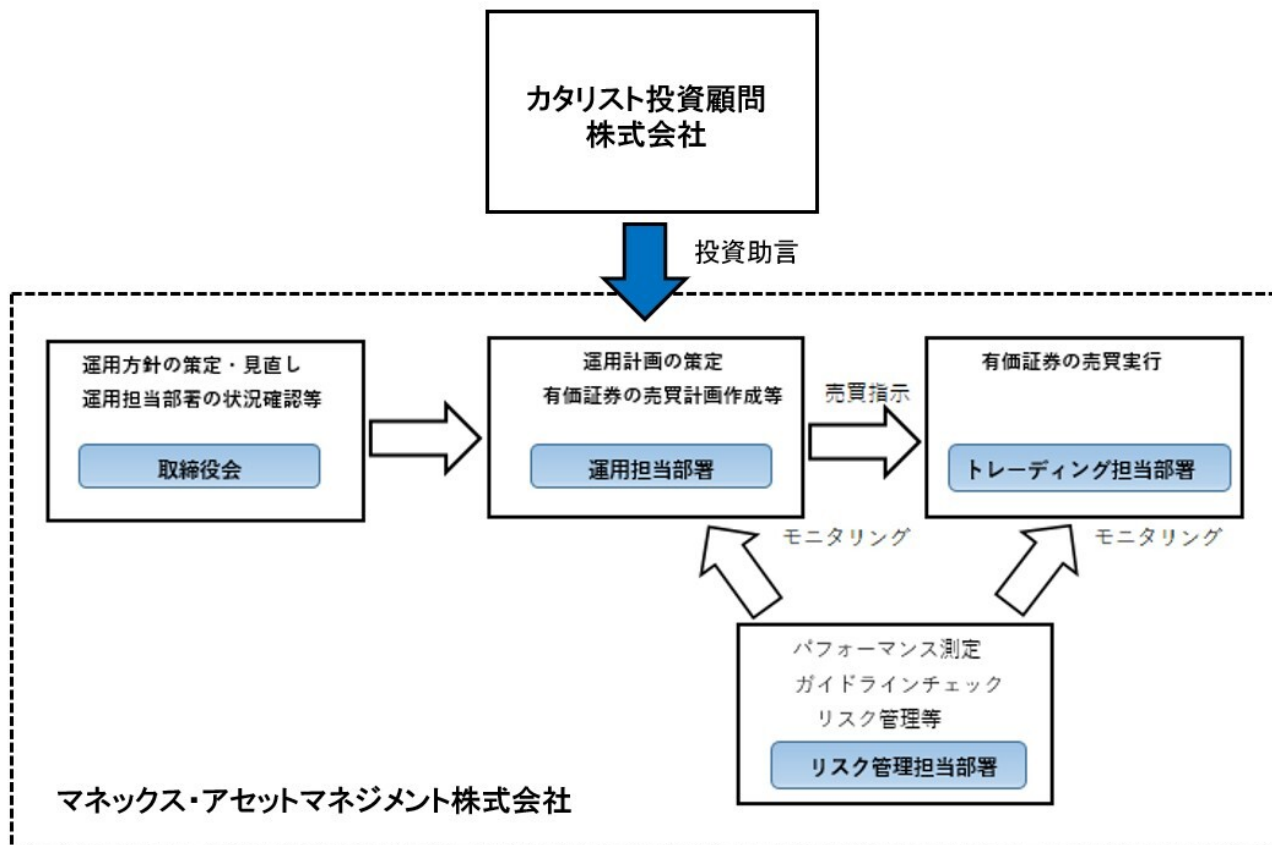 カタリスト投資顧問
株式会社
投資助言
運用方針の策定・見直し
運用担当部署の状況確認等
取締役会
運用計画の策定
有価証券の売買計画作成等
運用担当部署
売買指示
有価証券の売買実行
トレーディング担当部署
モニタリング
モニタリング
パフォーマンス測定
ガイドラインチェック
リスク管理等
リスク管理担当部署
マネックス・アセットマネジメント株式会社